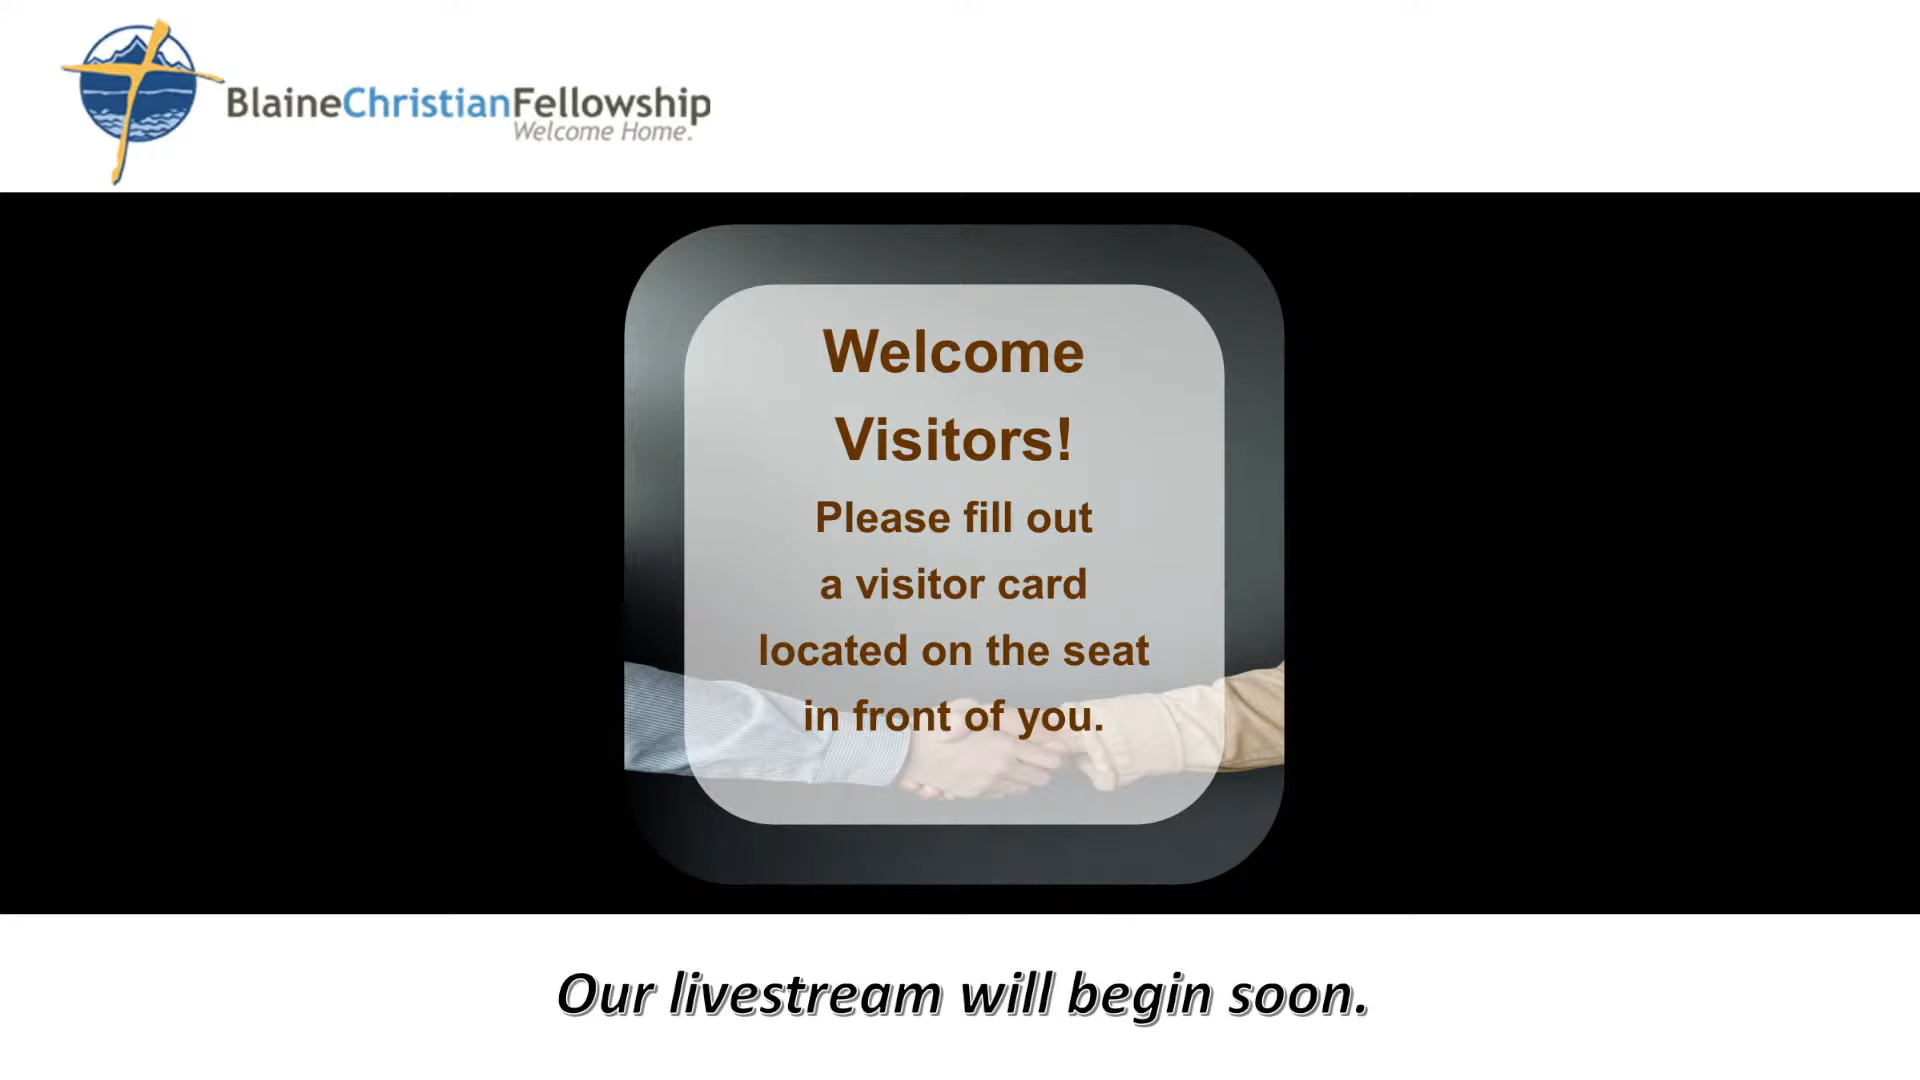 BlaineChristianFellowship
Welcome Home.
Welcome
Visitors!
Please fill out
a visitor card
located on the seat
in front of you.
Our livestream will begin soon.